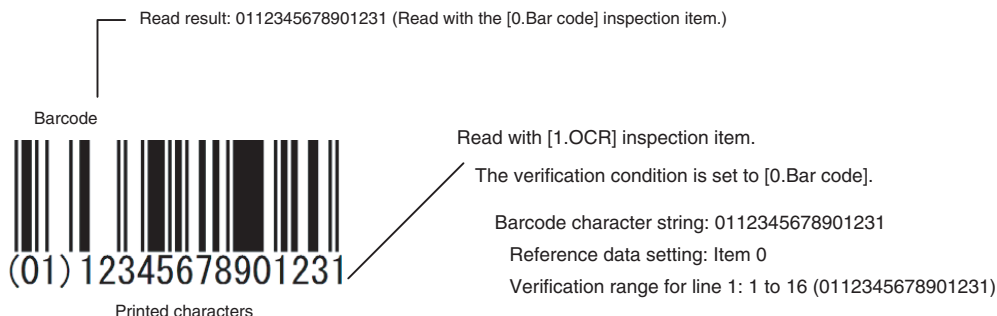 Read result: 0112345678901231 (Read with the [0.Bar code] inspection item.)
Barcode
(01)12345678901231
Printed characters
Read with [1.OCR] inspection item.
The verification condition is set to [0.Bar code].
Barcode character string: 0112345678901231
Reference data setting: Item 0
Verification range for line 1: 1 to 16 (0112345678901231)